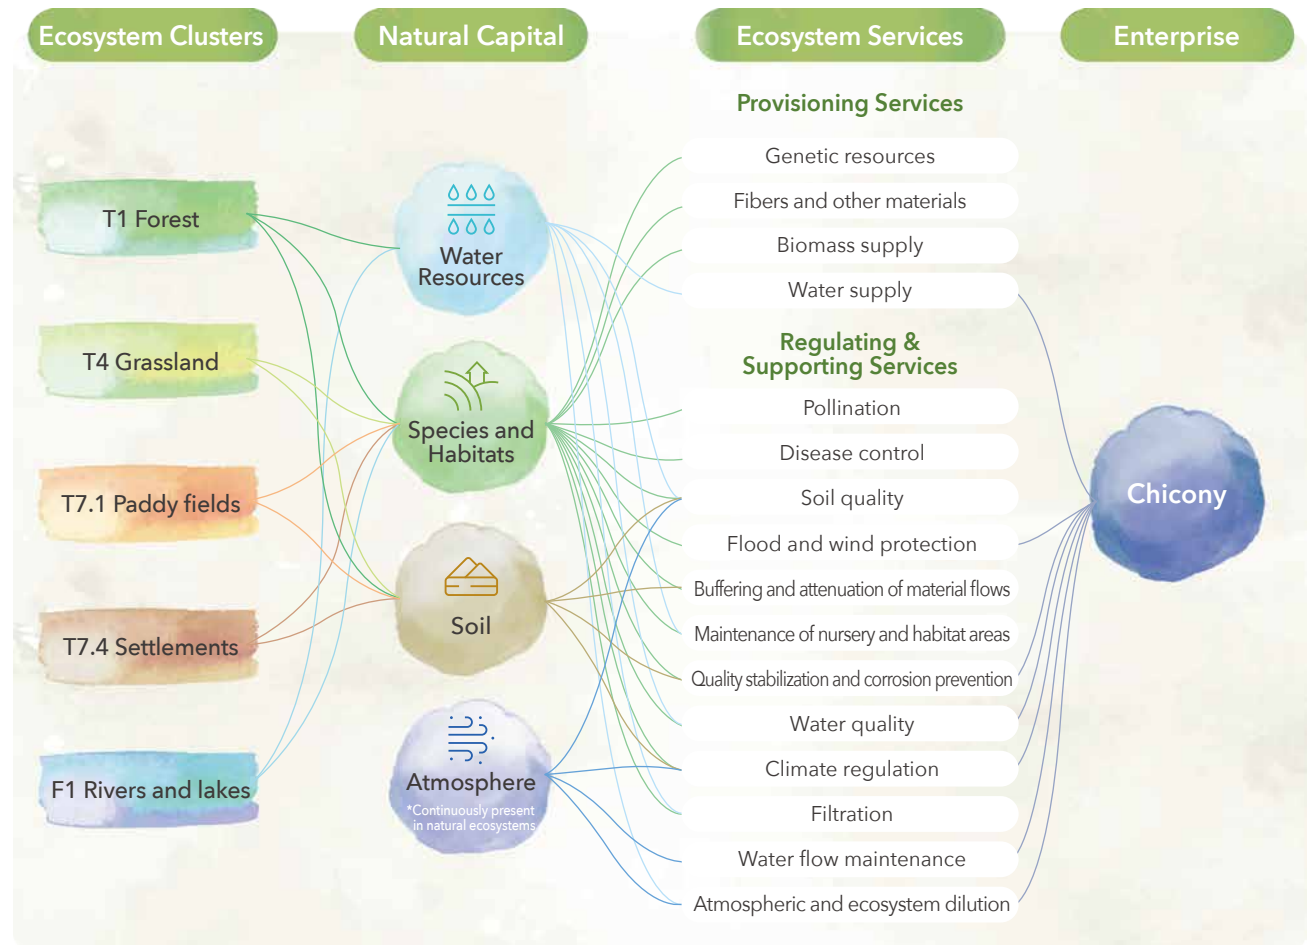 Ecosystem Clusters
Natural Capital
Ecosystem Services
Enterprise
T1 Forest
T4 Grassland
T7.1 Paddy fields
T7.4 Settlements
F1 Rivers and lakes
Water
Resources
Species and
Habitats
Soil
Atmosphere
*Continuously present
in natural ecosystems
Provisioning Services
Genetic resources
Fibers and other materials
Biomass supply
Water supply
Regulating &
Supporting Services
Pollination
Disease control
Soil quality
Flood and wind protection
Buffering and attenuation of material flows
Maintenance of nursery and habitat areas
Quality stabilization and corrosion prevention
Water quality
Climate regulation
Filtration
Water flow maintenance
Atmospheric and ecosystem dilution
Chicony